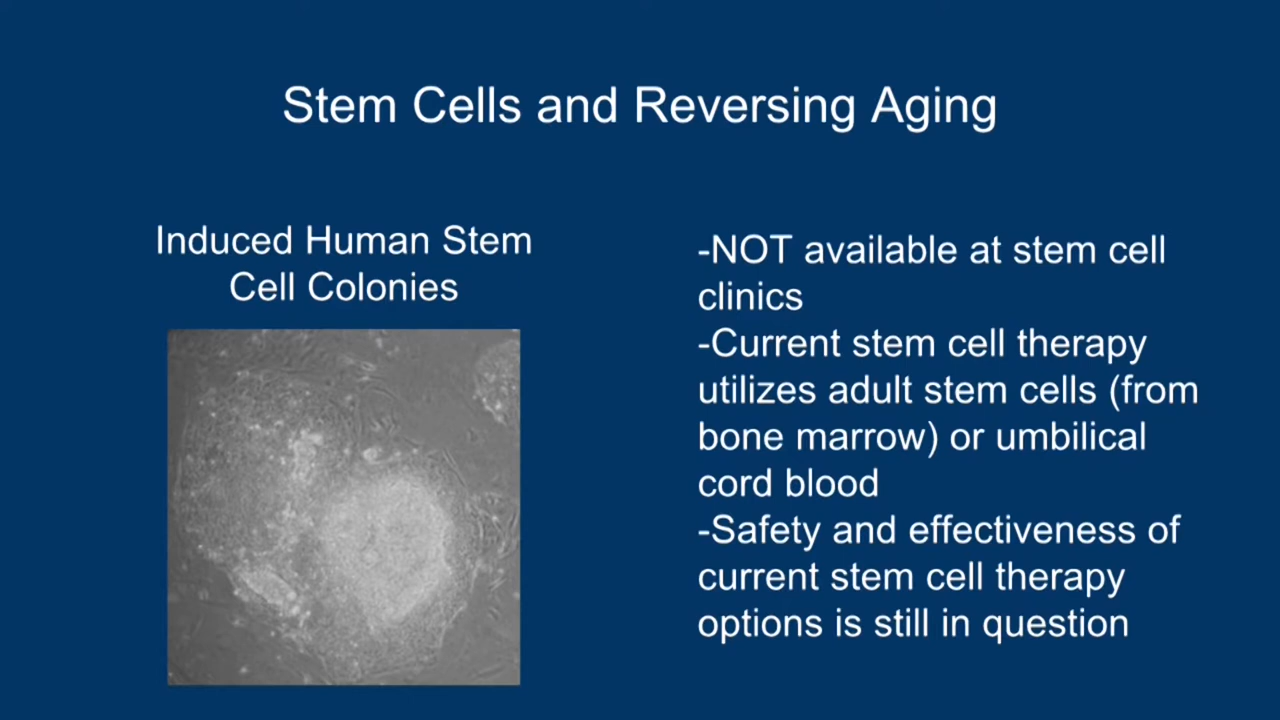 Stem Cells and Reversing Aging
Induced Human Stem
Cell Colonies
-NOT available at stem cell
clinics
-Current stem cell therapy
utilizes adult stem cells (from
bone marrow) or umbilical
cord blood
-Safety and effectiveness of
current stem cell therapy
options is still in question